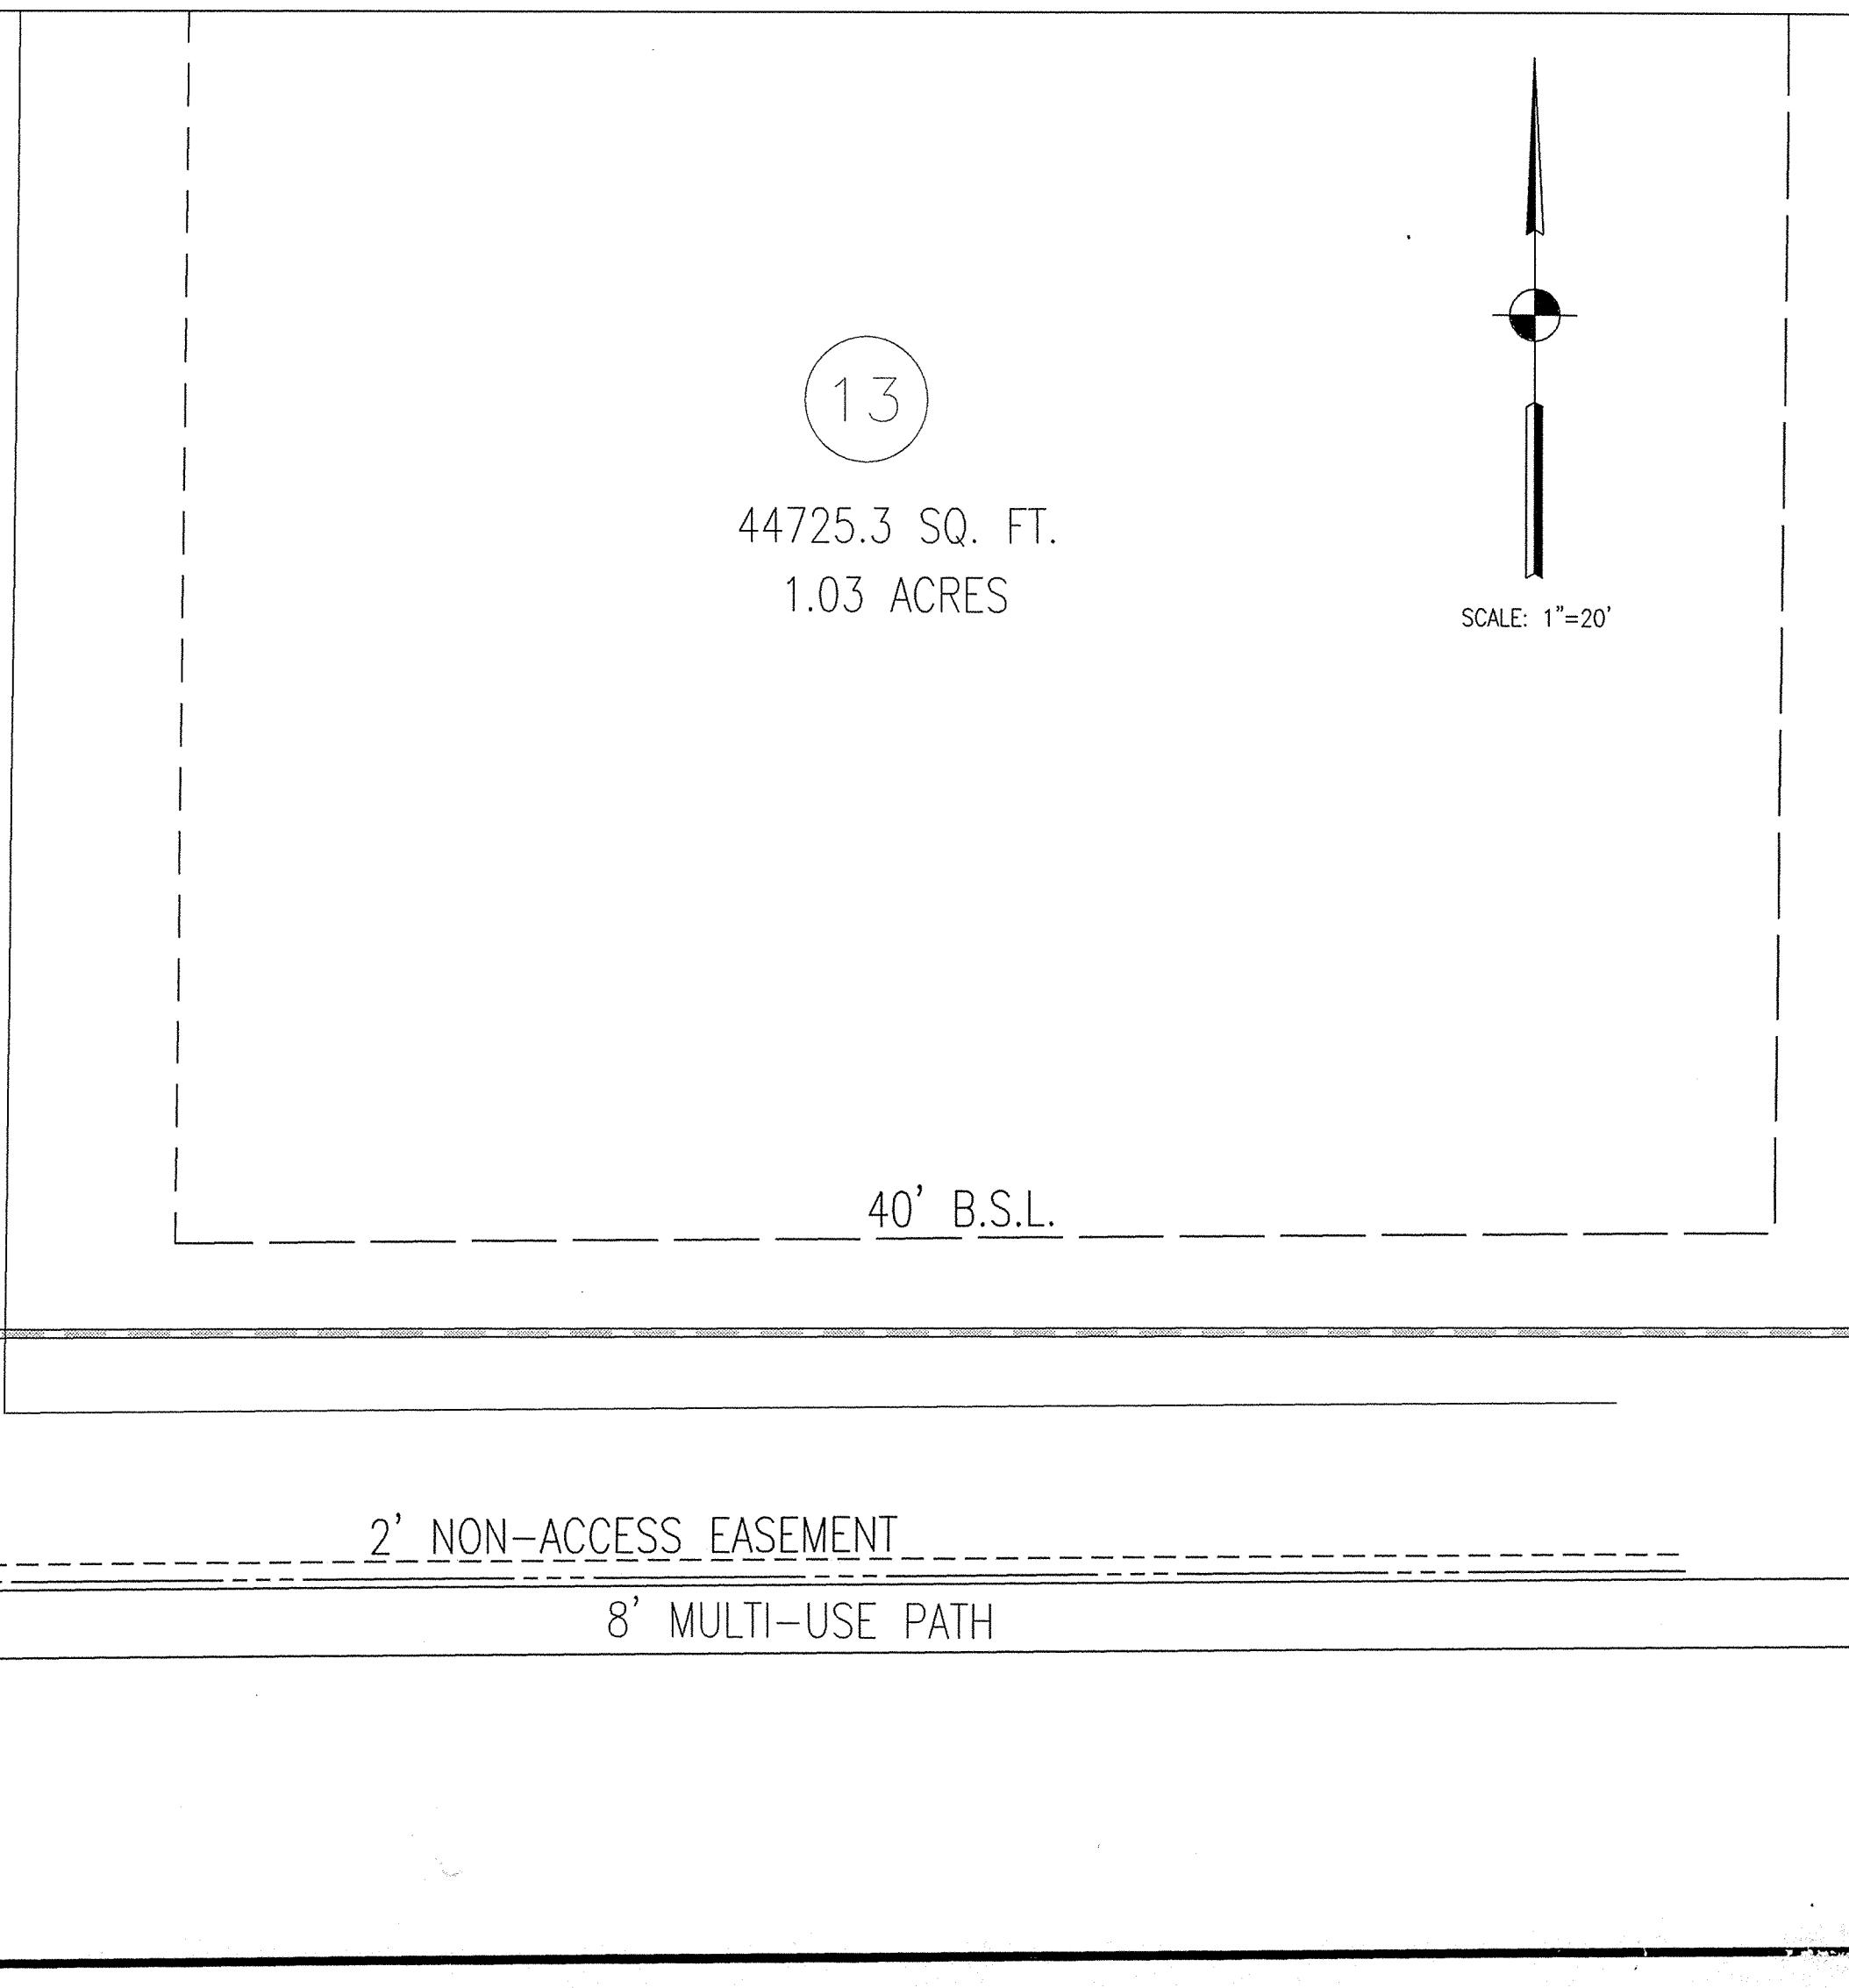 13
44725.3 SQ. FT.
1.03 ACRES
SCALE: 1"=20'
40' B.S.L.
2' NON-ACCESS EASEMENT
8' MULTI-USE PATH